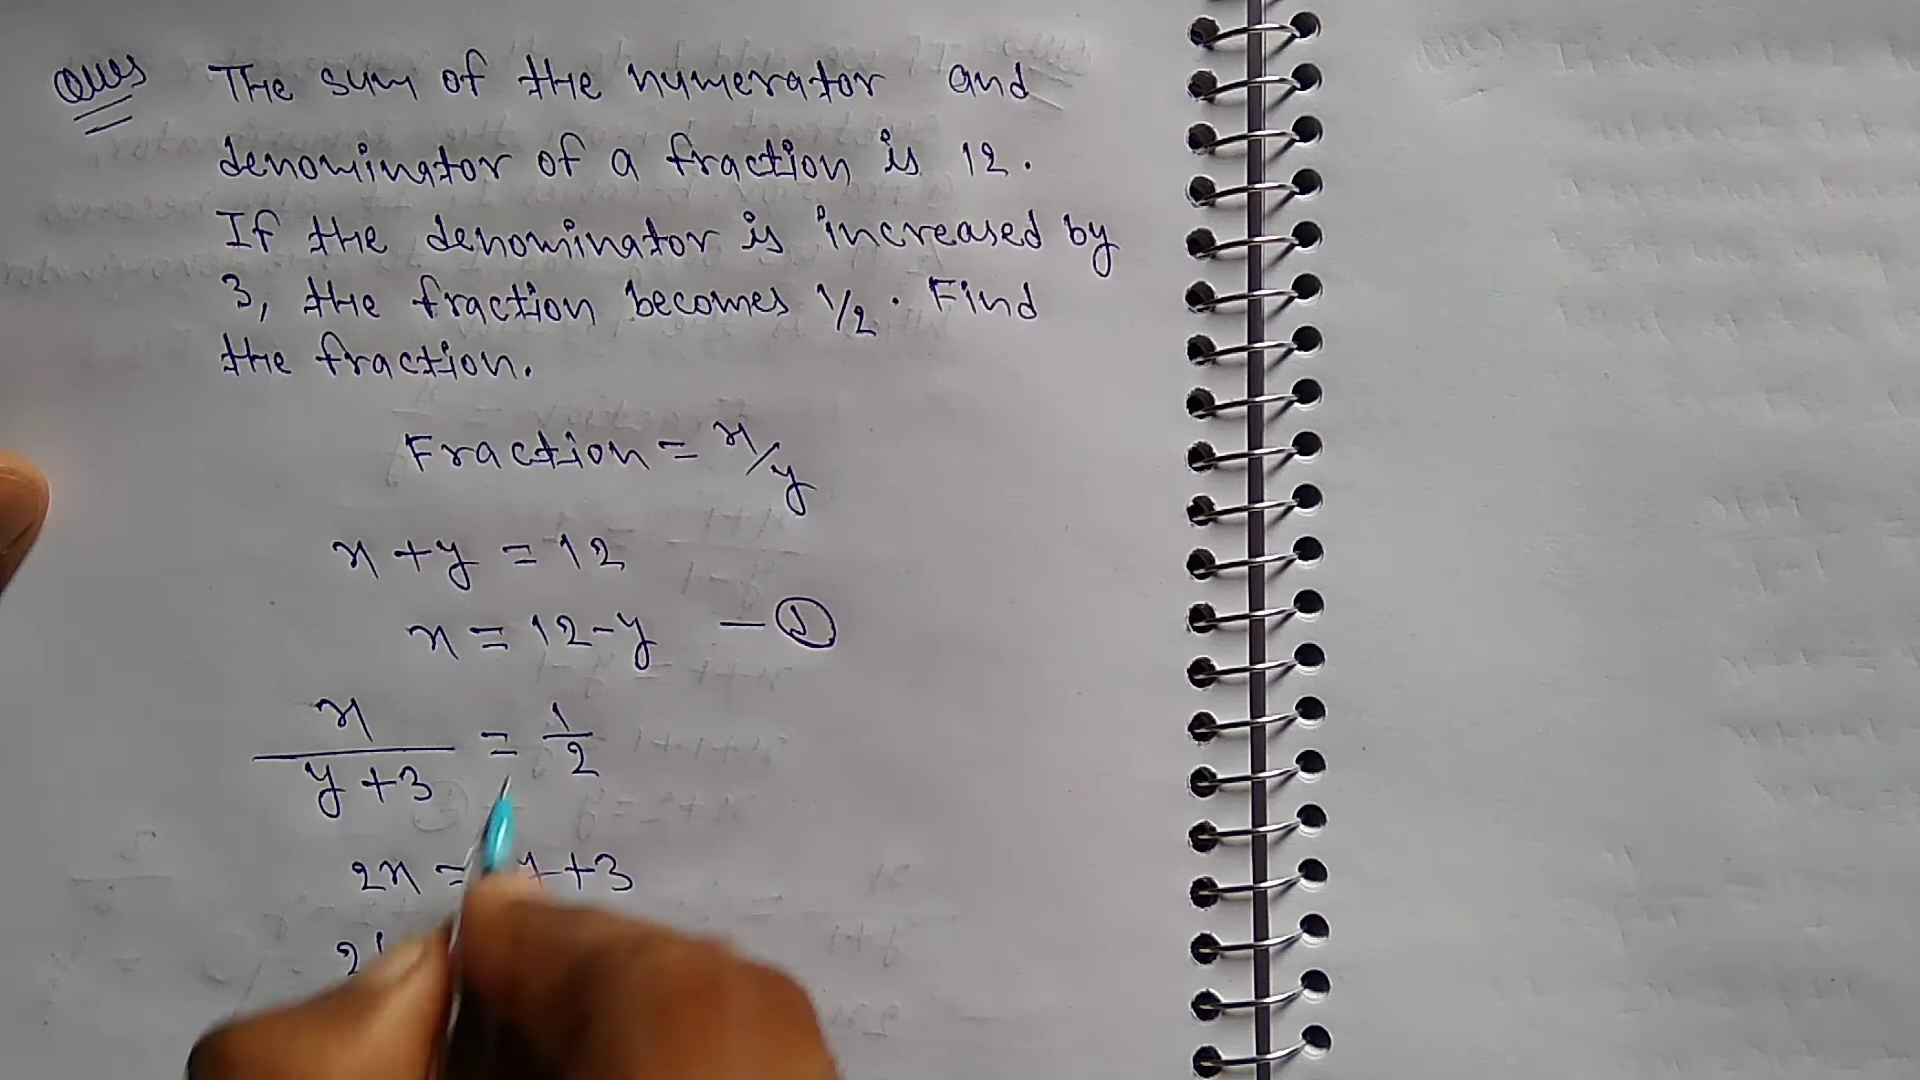 Ques The sum of the numerator and
denominator of a fraction is 12.
If the denominator is increased by
3, the fraction becomes 1/2. Find
the fraction.
Fraction = x/y
x + y = 12
x = 12 - y — ①
x / y + 3 = 1 / 2
2x = y + 3
2(